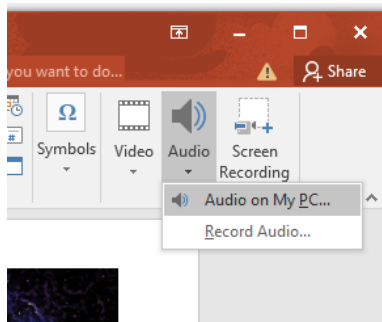 you want to do...
Share
#
Ω
Symbols
Video
Audio
Screen
Recording
Audio on My PC...
Record Audio...